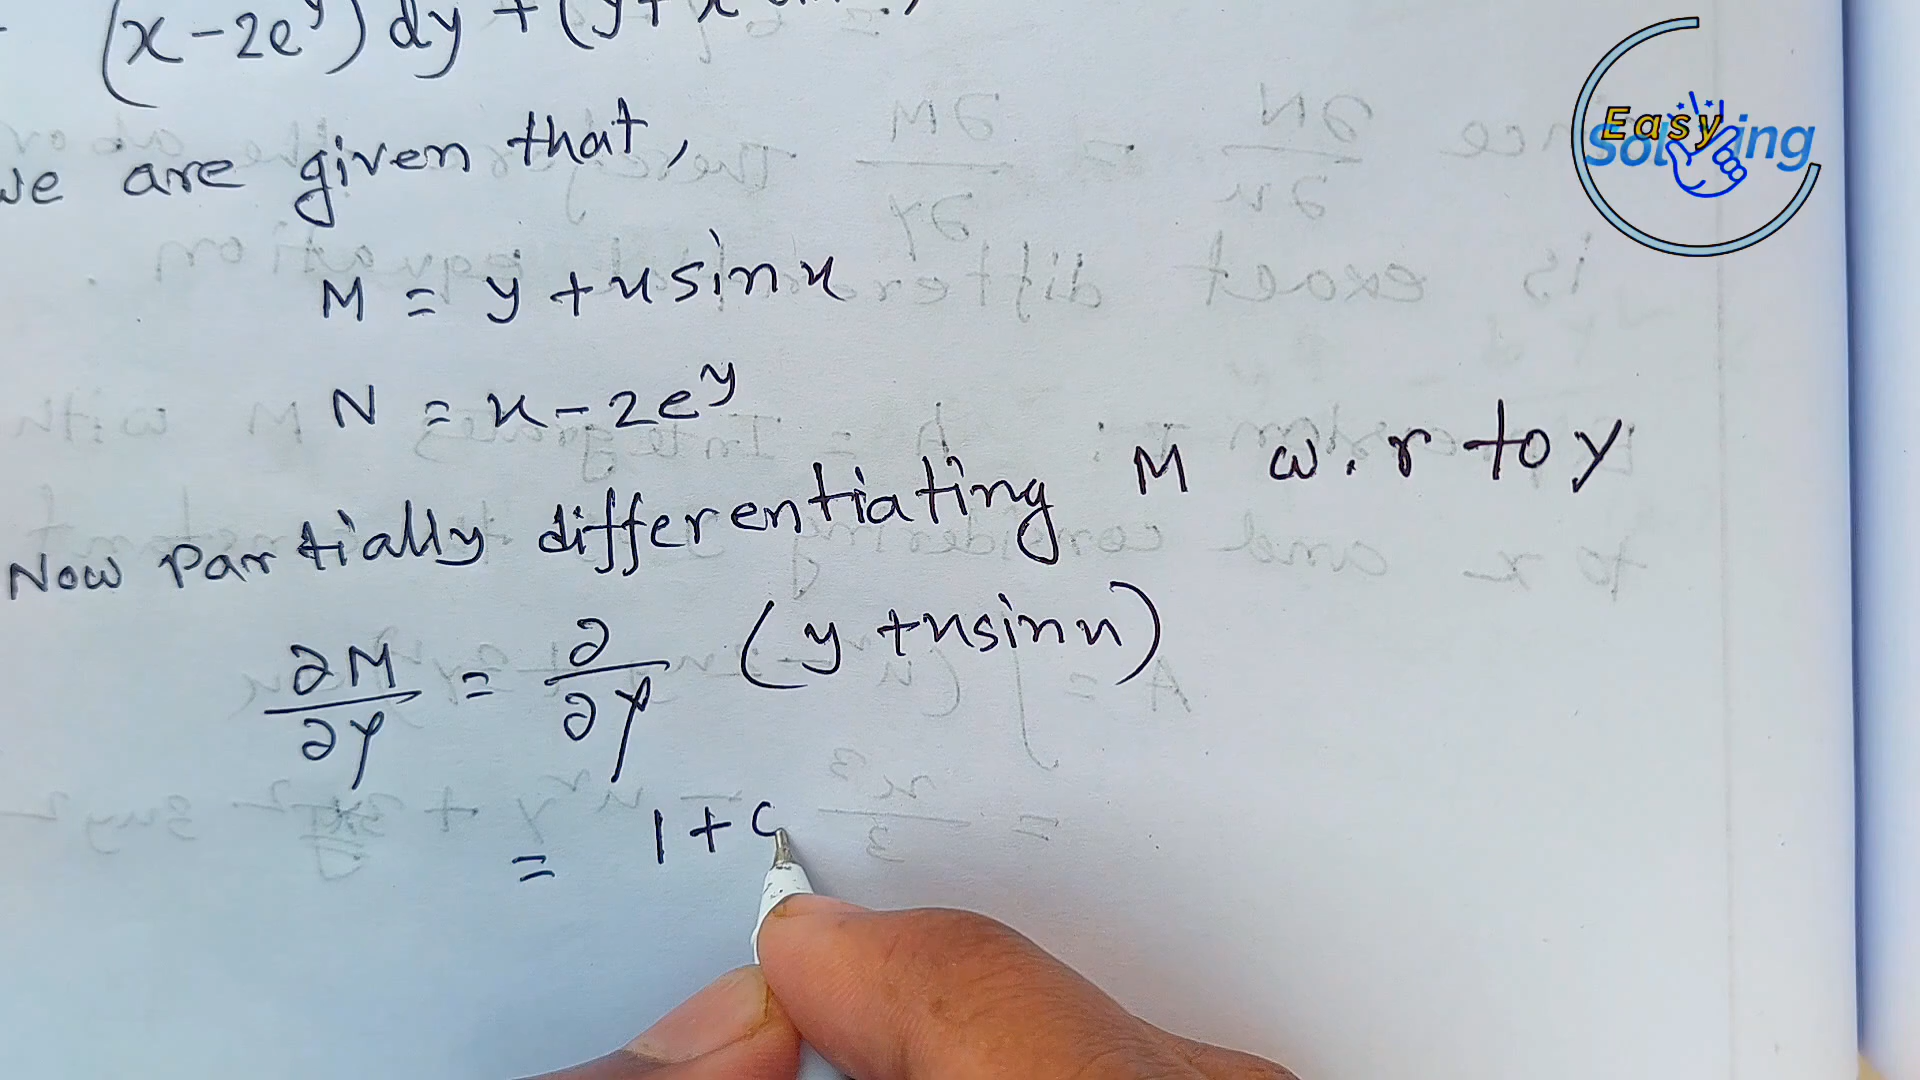 (x-2e^y) dy + (y+x
we are given that,
M = y + x sin x
N = x - 2e^y
Now partially differentiating M w.r to y
∂M/∂y = ∂/∂y (y + x sin x)
= 1 +
Easy
Solving